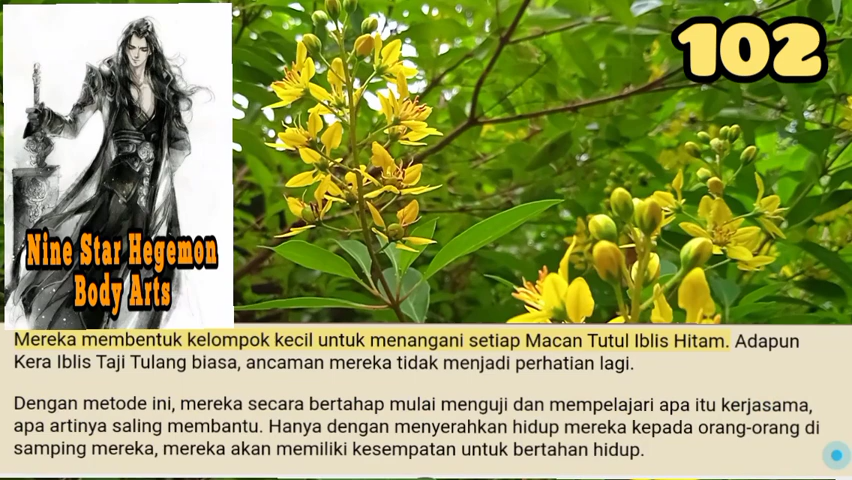 102
Nine Star Hegemon
Body Arts
Mereka membentuk kelompok kecil untuk menangani setiap Macan Tutul Iblis Hitam. Adapun
Kera Iblis Taji Tulang biasa, ancaman mereka tidak menjadi perhatian lagi.
Dengan metode ini, mereka secara bertahap mulai menguji dan mempelajari apa itu kerjasama,
apa artinya saling membantu. Hanya dengan menyerahkan hidup mereka kepada orang-orang di
samping mereka, mereka akan memiliki kesempatan untuk bertahan hidup.